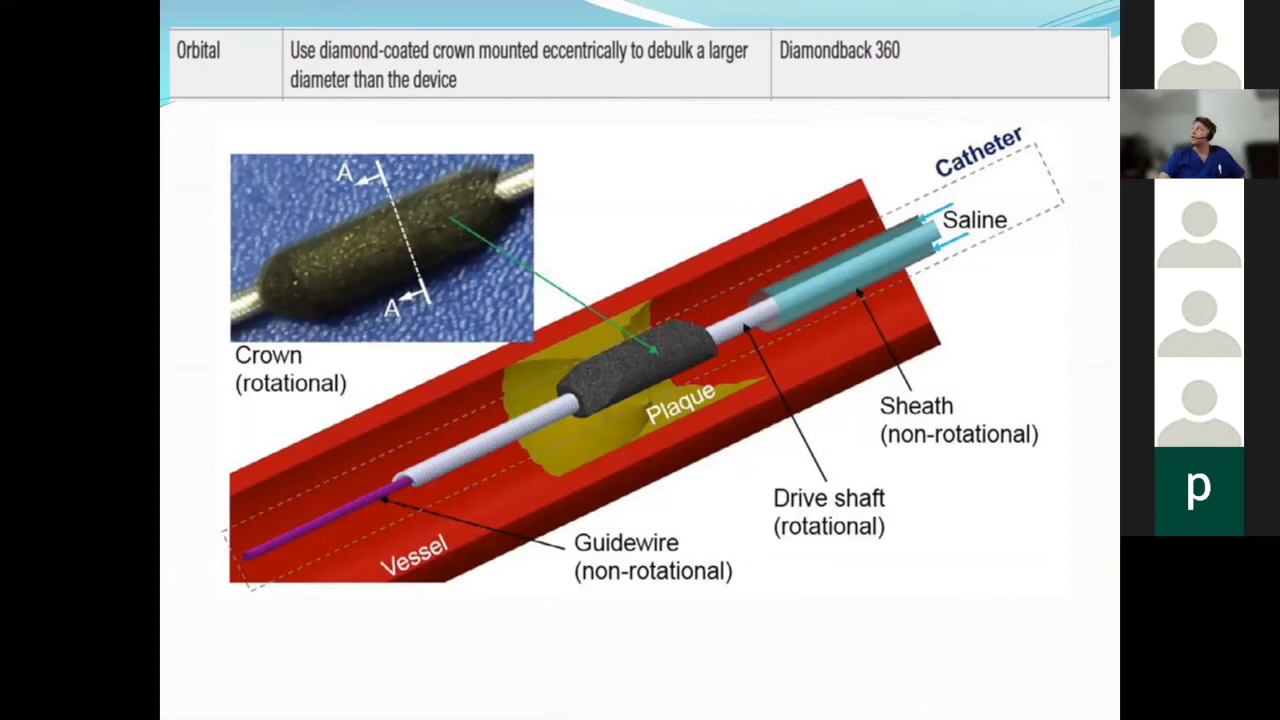 Orbital
Use diamond-coated crown mounted eccentrically to debulk a larger
diameter than the device
Diamondback 360
Catheter
Saline
A
A
Crown
(rotational)
Plaque
Sheath
(non-rotational)
Drive shaft
(rotational)
Guidewire
(non-rotational)
Vessel
p